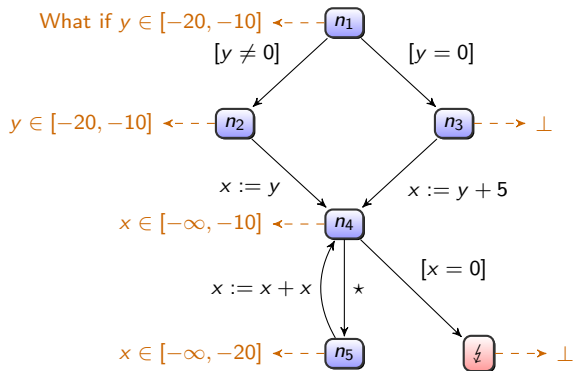 What if y ∈ [−20, −10]
n₁
[y ≠ 0]
[y = 0]
y ∈ [−20, −10]
n₂
n₃
⊥
x := y
x := y + 5
x ∈ [−∞, −10]
n₄
[x = 0]
x := x + x
⋆
x ∈ [−∞, −20]
n₅
↯
⊥